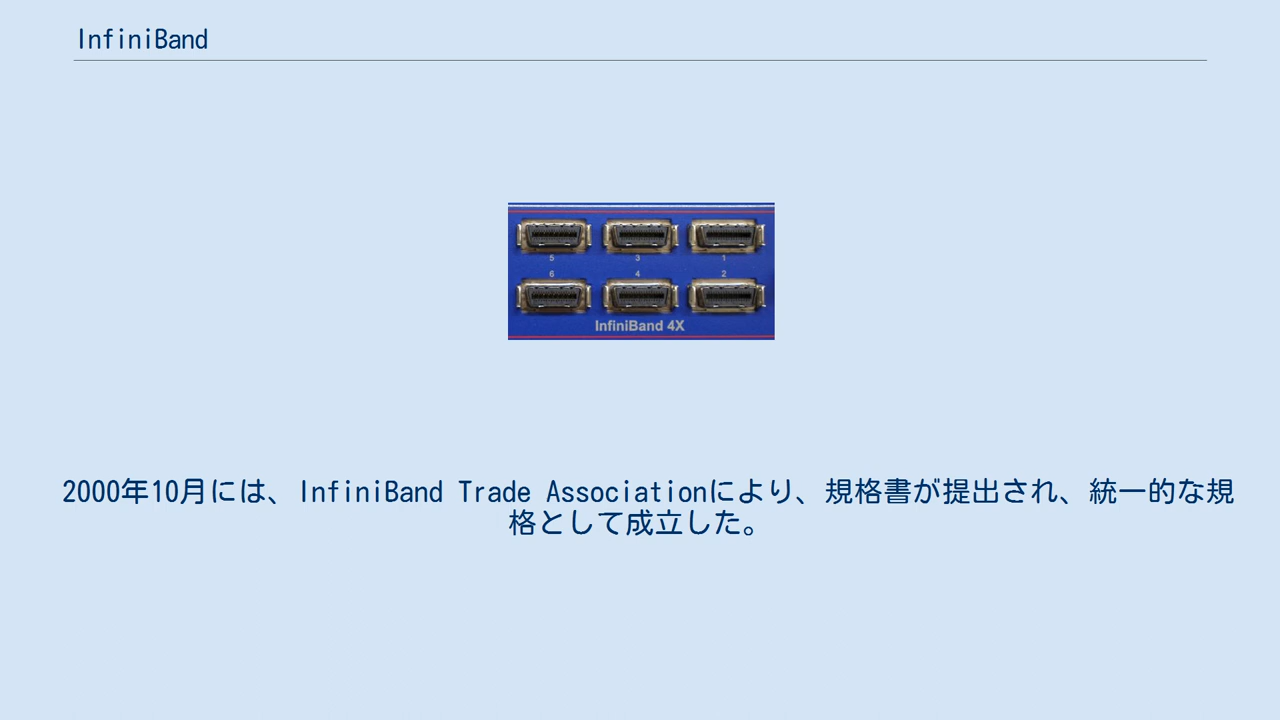 InfiniBand
5 3 1
6 4 2
InfiniBand 4X
2000年10月には、InfiniBand Trade Associationにより、規格書が提出され、統一的な規
格として成立した。